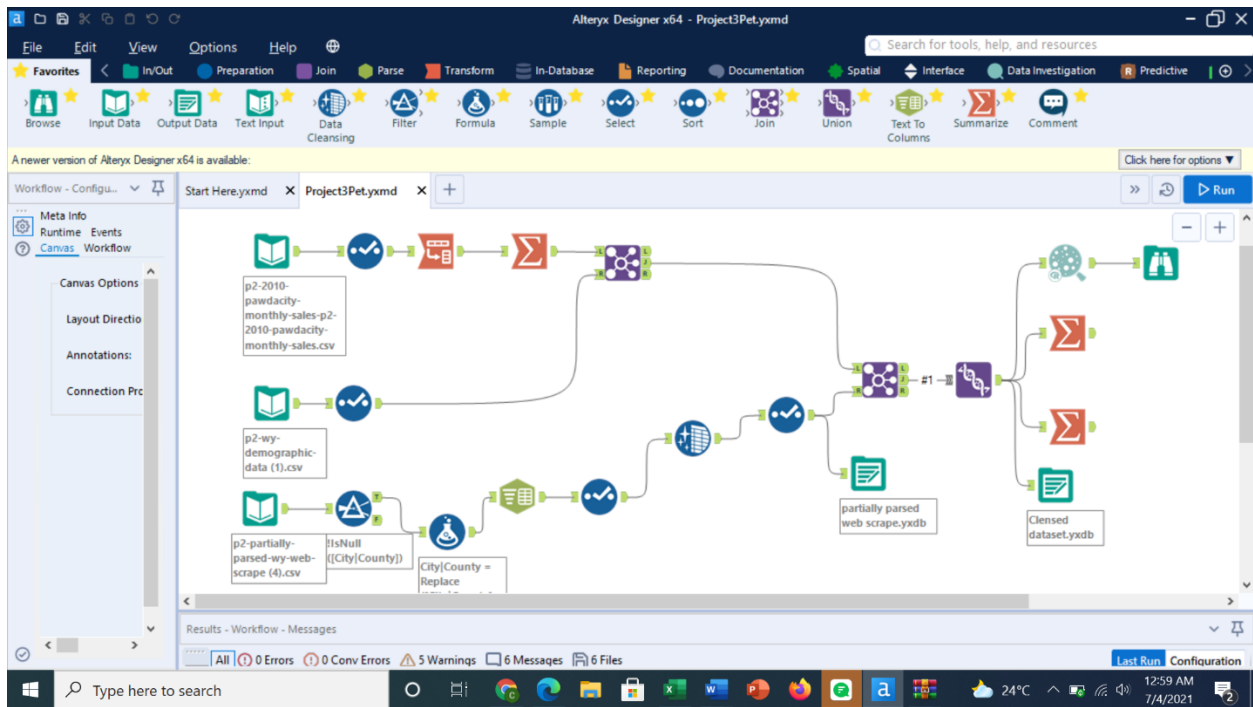 Alteryx Designer x64 - Project3Pet.yxmd
File Edit View Options Help
Search for tools, help, and resources
Favorites In/Out Preparation Join Parse Transform In-Database Reporting Documentation Spatial Interface Data Investigation Predictive
Browse Input Data Output Data Text Input Data Cleansing Filter Formula Sample Select Sort Join Union Text To Columns Summarize Comment
A newer version of Alteryx Designer x64 is available:
Click here for options ▼
Workflow - Configu...
Start Here.yxmd
Project3Pet.yxmd
Run
Meta Info
Runtime Events
Canvas Workflow
Canvas Options
Layout Directio
Annotations:
Connection Prc
p2-2010-
pawdacity-
monthly-sales-p2-
2010-pawdacity-
monthly-sales.csv
L
J
R
p2-wy-
demographic-
data (1).csv
L
J
R
#1
p2-partially-
parsed-wy-web-
scrape (4).csv
T
F
!IsNull
([City|County])
City|County =
Replace
partially parsed
web scrape.yxdb
Clensed
dataset.yxdb
Results - Workflow - Messages
All 0 Errors 0 Conv Errors 5 Warnings 6 Messages 6 Files
Last Run Configuration
Type here to search
24°C
12:59 AM
7/4/2021
2